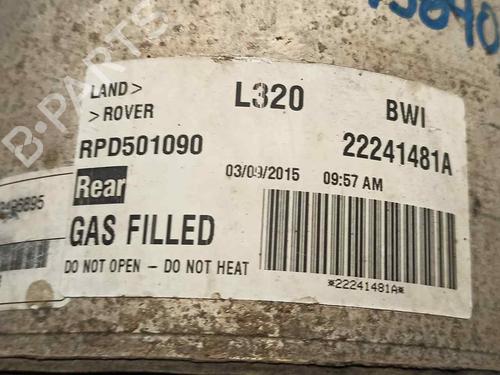 LAND> L320 BWI
>ROVER
RPD501090 22241481A
Rear 03/09/2015 09:57 AM
GAS FILLED
DO NOT OPEN - DO NOT HEAT
*22241481A*
B-PARTS